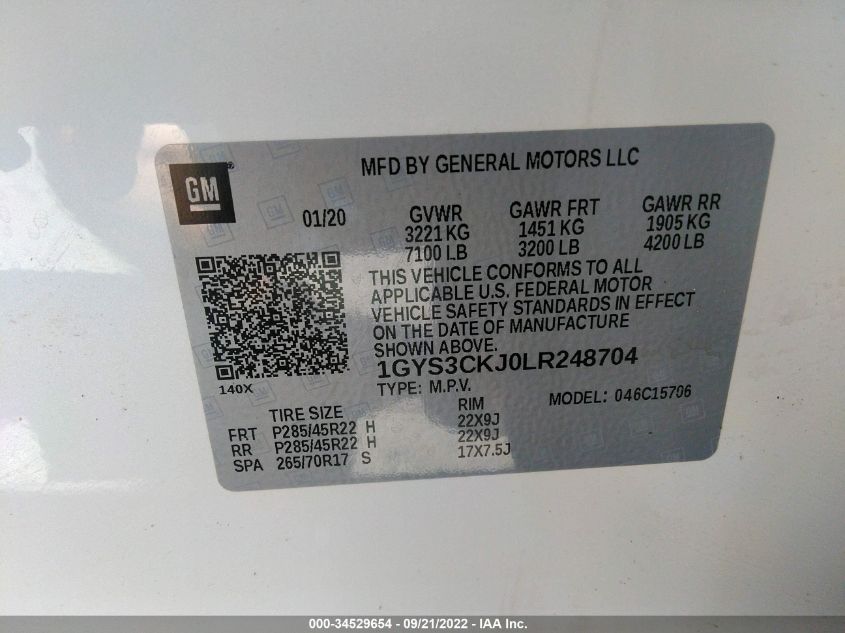 GM
MFD BY GENERAL MOTORS LLC
01/20
GVWR
3221 KG
7100 LB
GAWR FRT
1451 KG
3200 LB
GAWR RR
1905 KG
4200 LB
THIS VEHICLE CONFORMS TO ALL
APPLICABLE U.S. FEDERAL MOTOR
VEHICLE SAFETY STANDARDS IN EFFECT
ON THE DATE OF MANUFACTURE
SHOWN ABOVE.
1GYS3CKJ0LR248704
140X
TYPE: M.P.V.
MODEL: 046C15706
TIRE SIZE RIM
FRT P285/45R22 H 22X9J
RR P285/45R22 H 22X9J
SPA 265/70R17 S 17X7.5J
000-34529654 - 09/21/2022 - IAA Inc.